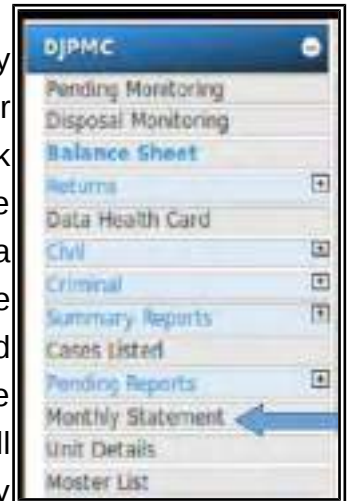 y
r
k
e
a
e
d
e
ll
y
DJPMC
Pending Monitoring
Disposal Monitoring
Balance Sheet
Returns
Data Health Card
Civil
Criminal
Summary Reports
Cases Listed
Pending Reports
Monthly Statement
Unit Details
Moster List